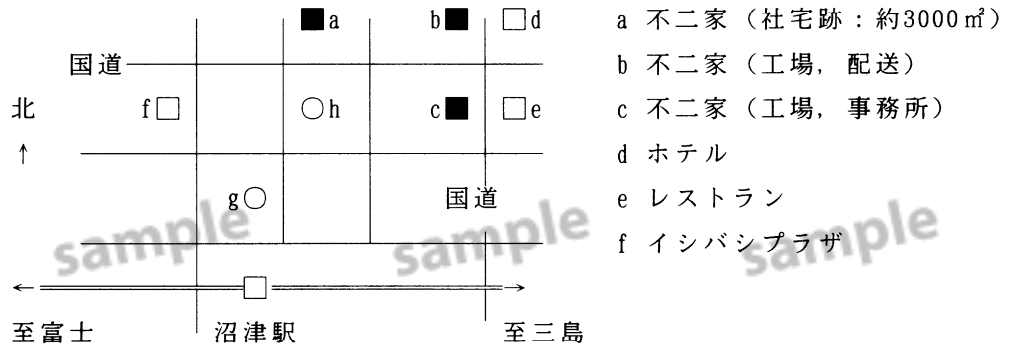 a
b
d
a 不二家（社宅跡：約3000㎡）
国道
b 不二家（工場，配送）
北
f
h
c
e
c 不二家（工場，事務所）
↑
d ホテル
g
国道
e レストラン
sample
sample
sample
f イシバシプラザ
至富士
沼津駅
至三島